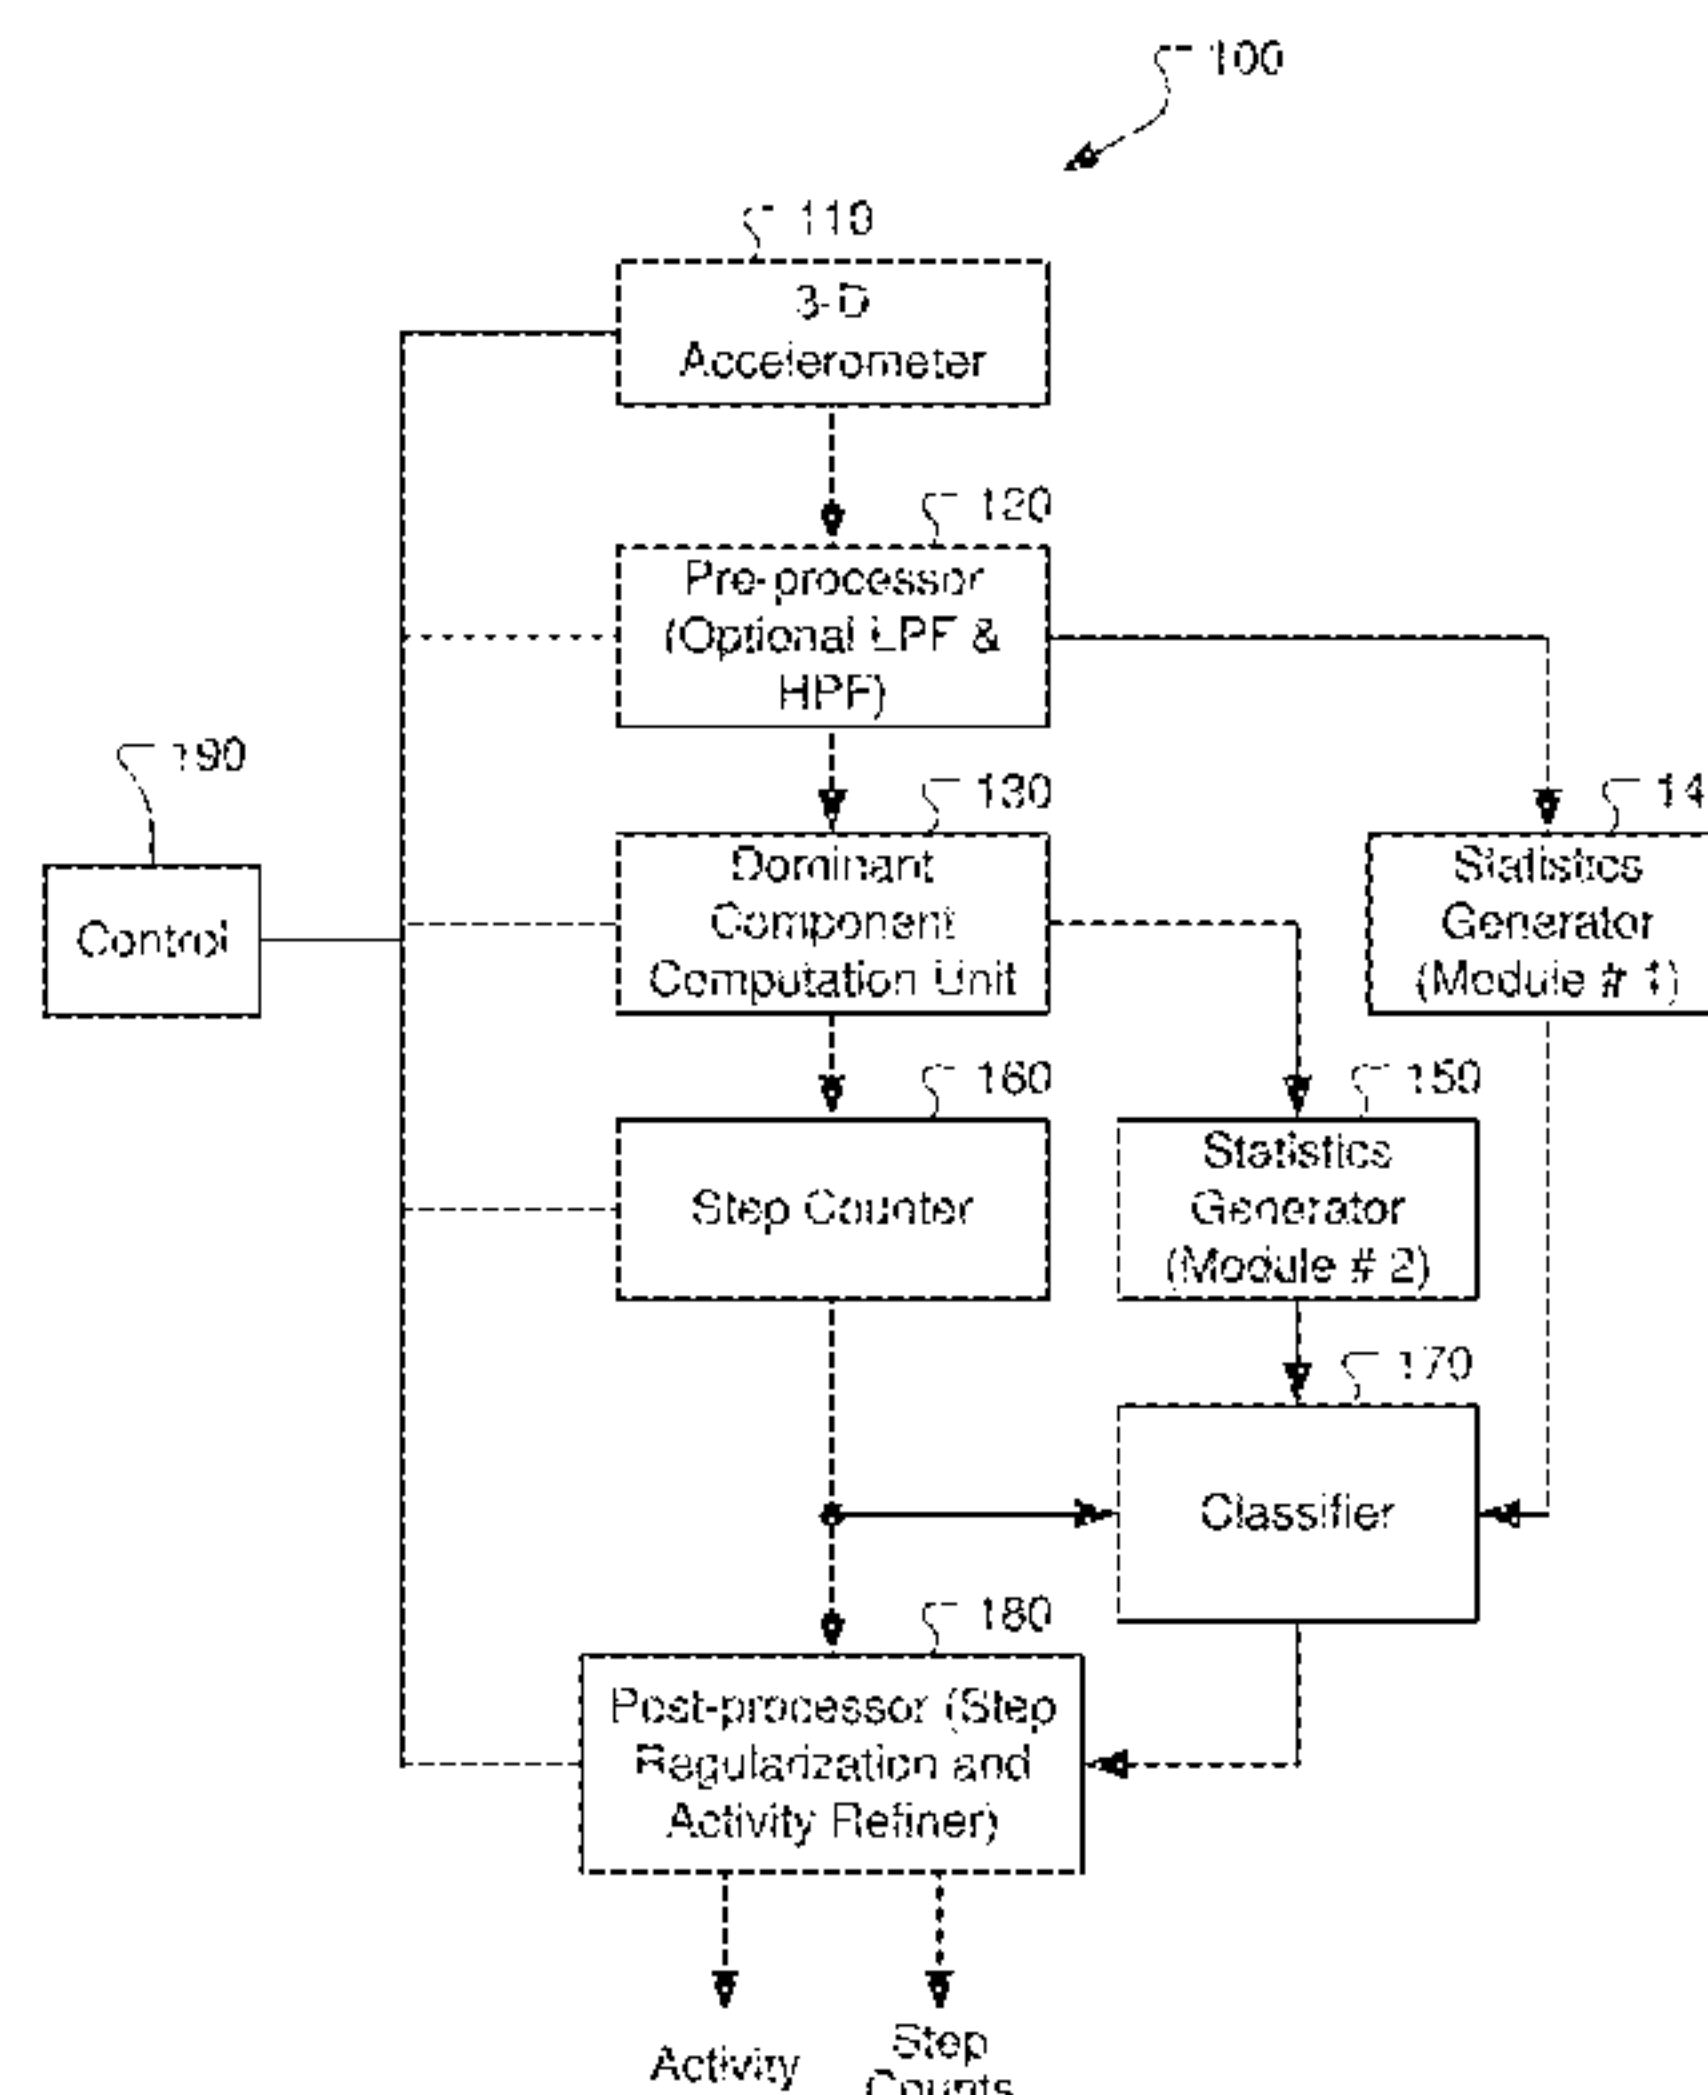 100
110
3-D
Accelerometer
120
Pre-processor
(Optional LPF &
HPF)
190
130
14
Control
Dominant
Component
Computation Unit
Statistics
Generator
(Module # 1)
160
150
Step Counter
Statistics
Generator
(Module # 2)
170
Classifier
180
Post-processor (Step
Regularization and
Activity Refiner)
Activity
Step
Counts